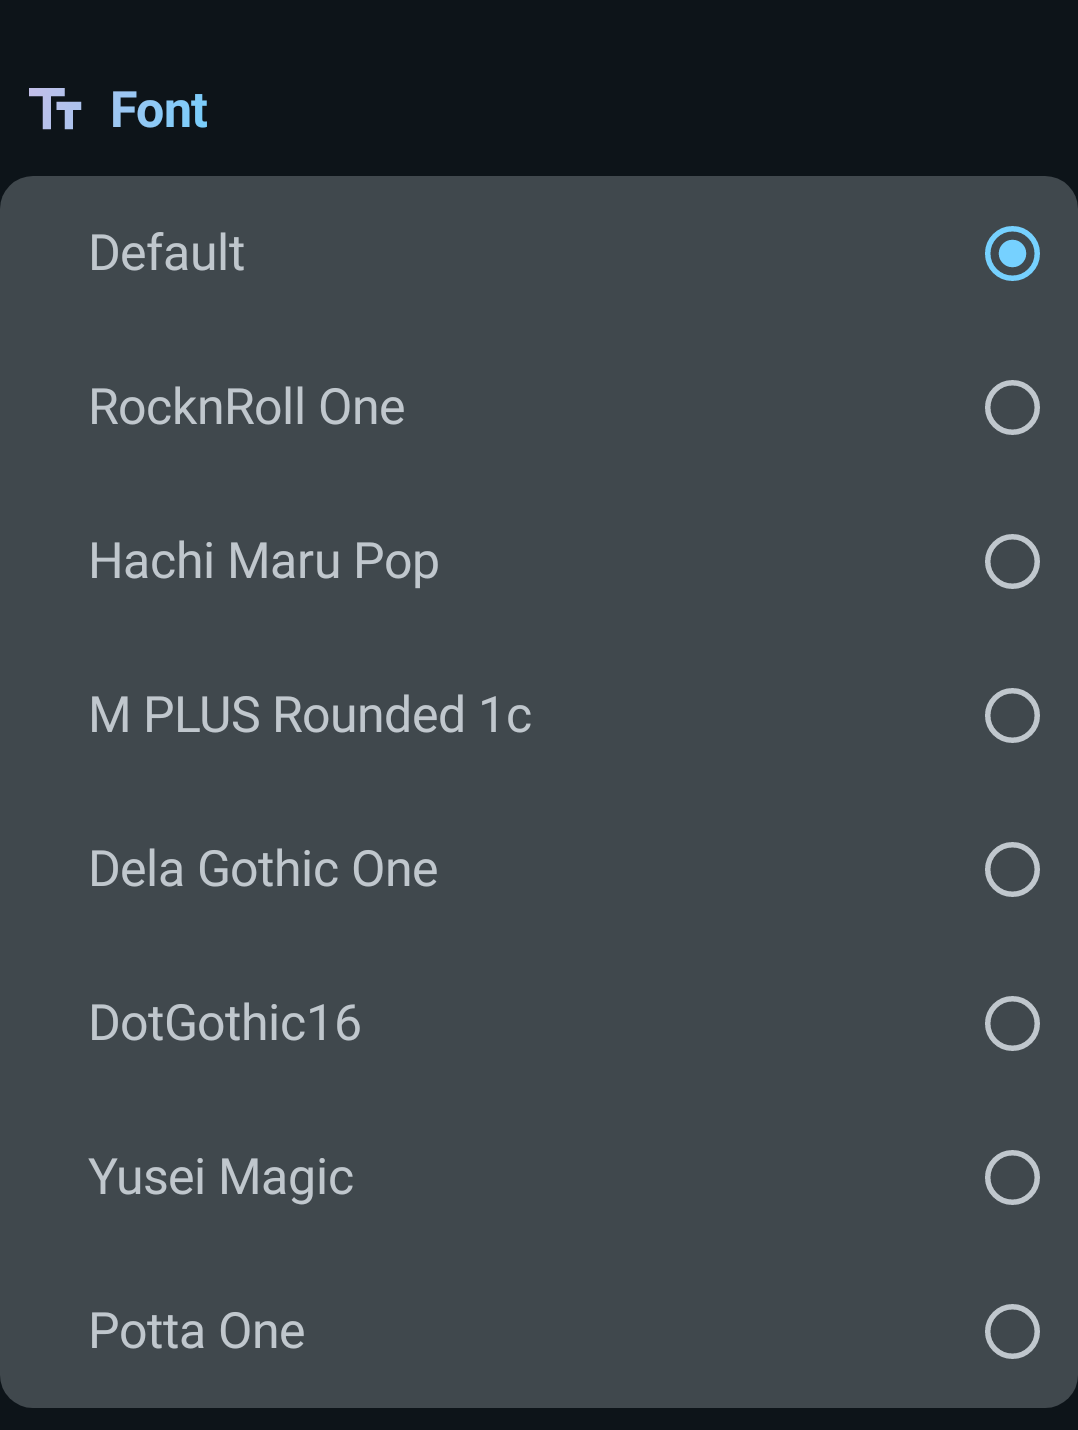 Font
Default
RocknRoll One
Hachi Maru Pop
M PLUS Rounded 1c
Dela Gothic One
DotGothic16
Yusei Magic
Potta One